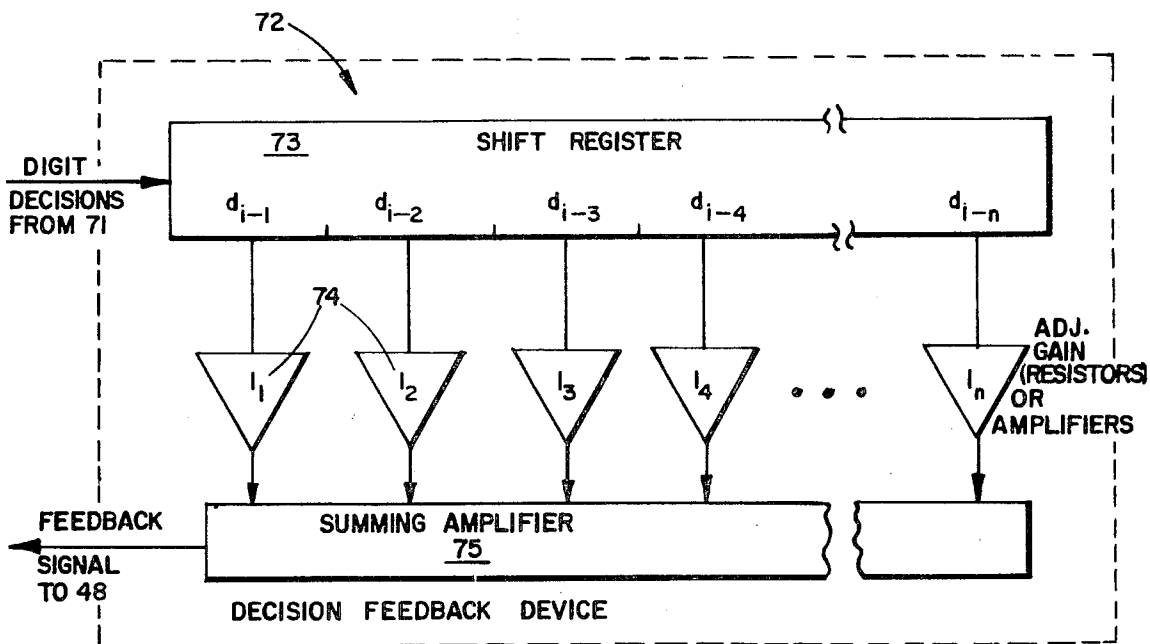 72
73
SHIFT REGISTER
DIGIT
DECISIONS
FROM 71
d_{i-1} d_{i-2} d_{i-3} d_{i-4} d_{i-n}
74
I_1 I_2 I_3 I_4 • • • I_n
ADJ.
GAIN
(RESISTORS)
OR
AMPLIFIERS
FEEDBACK
SIGNAL
TO 48
SUMMING AMPLIFIER
75
DECISION FEEDBACK DEVICE